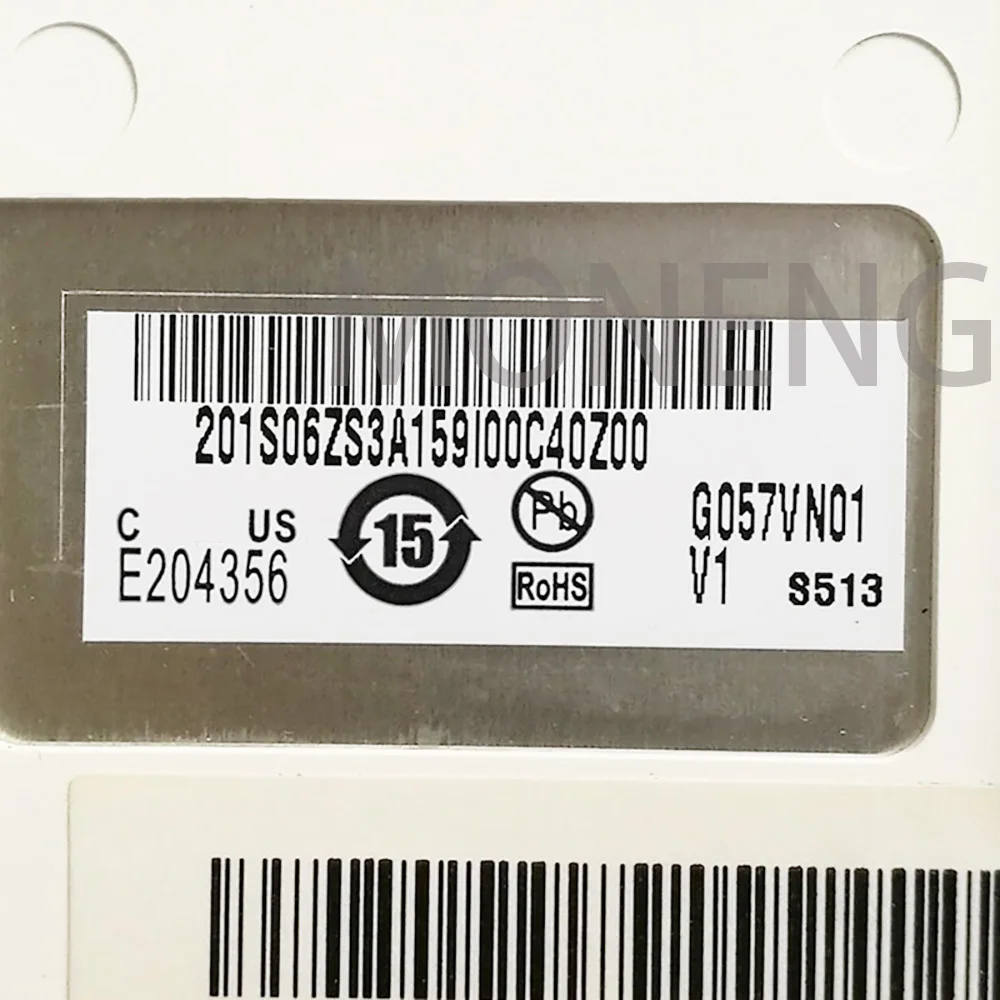 MONENG
201S06ZS3A159I00C40Z00
C US
E204356
15
Pb
RoHS
G057VN01
V1 S513